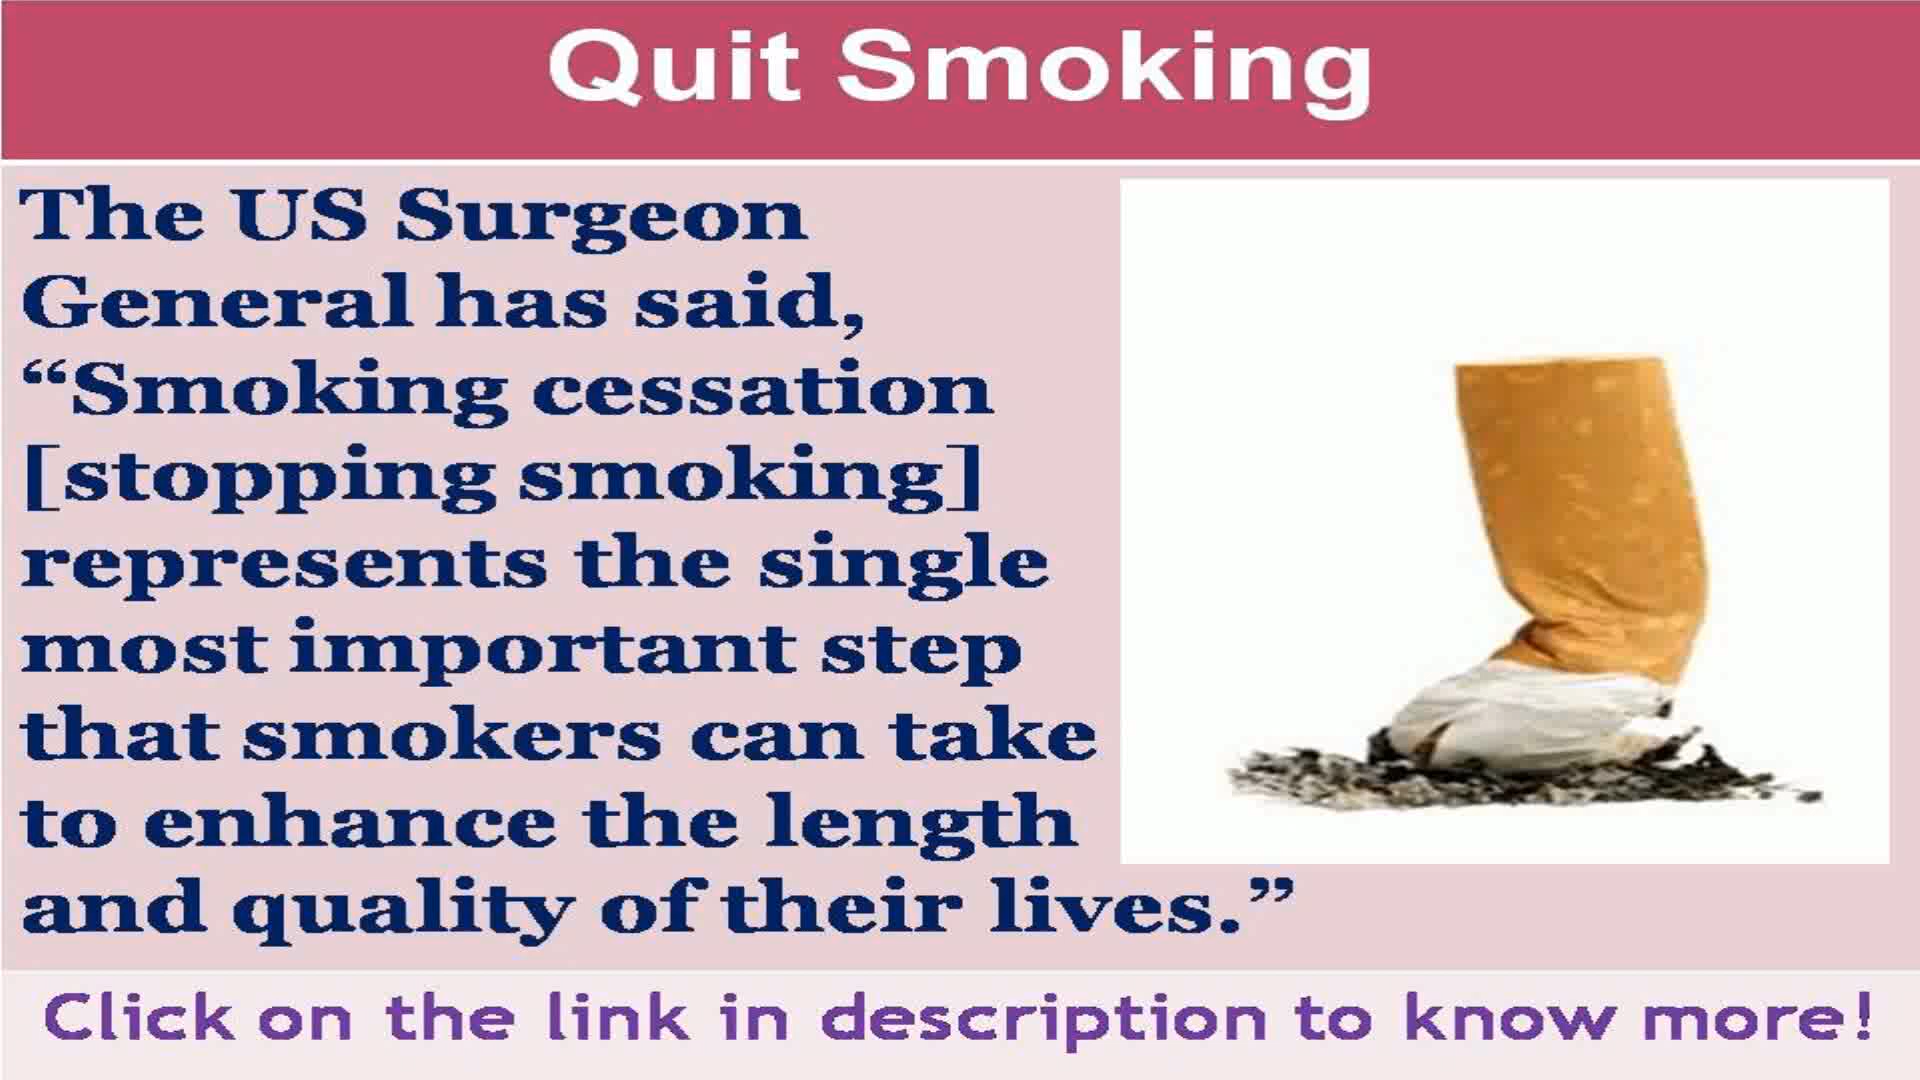 Quit Smoking
The US Surgeon
General has said,
“Smoking cessation
[stopping smoking]
represents the single
most important step
that smokers can take
to enhance the length
and quality of their lives.”
Click on the link in description to know more!